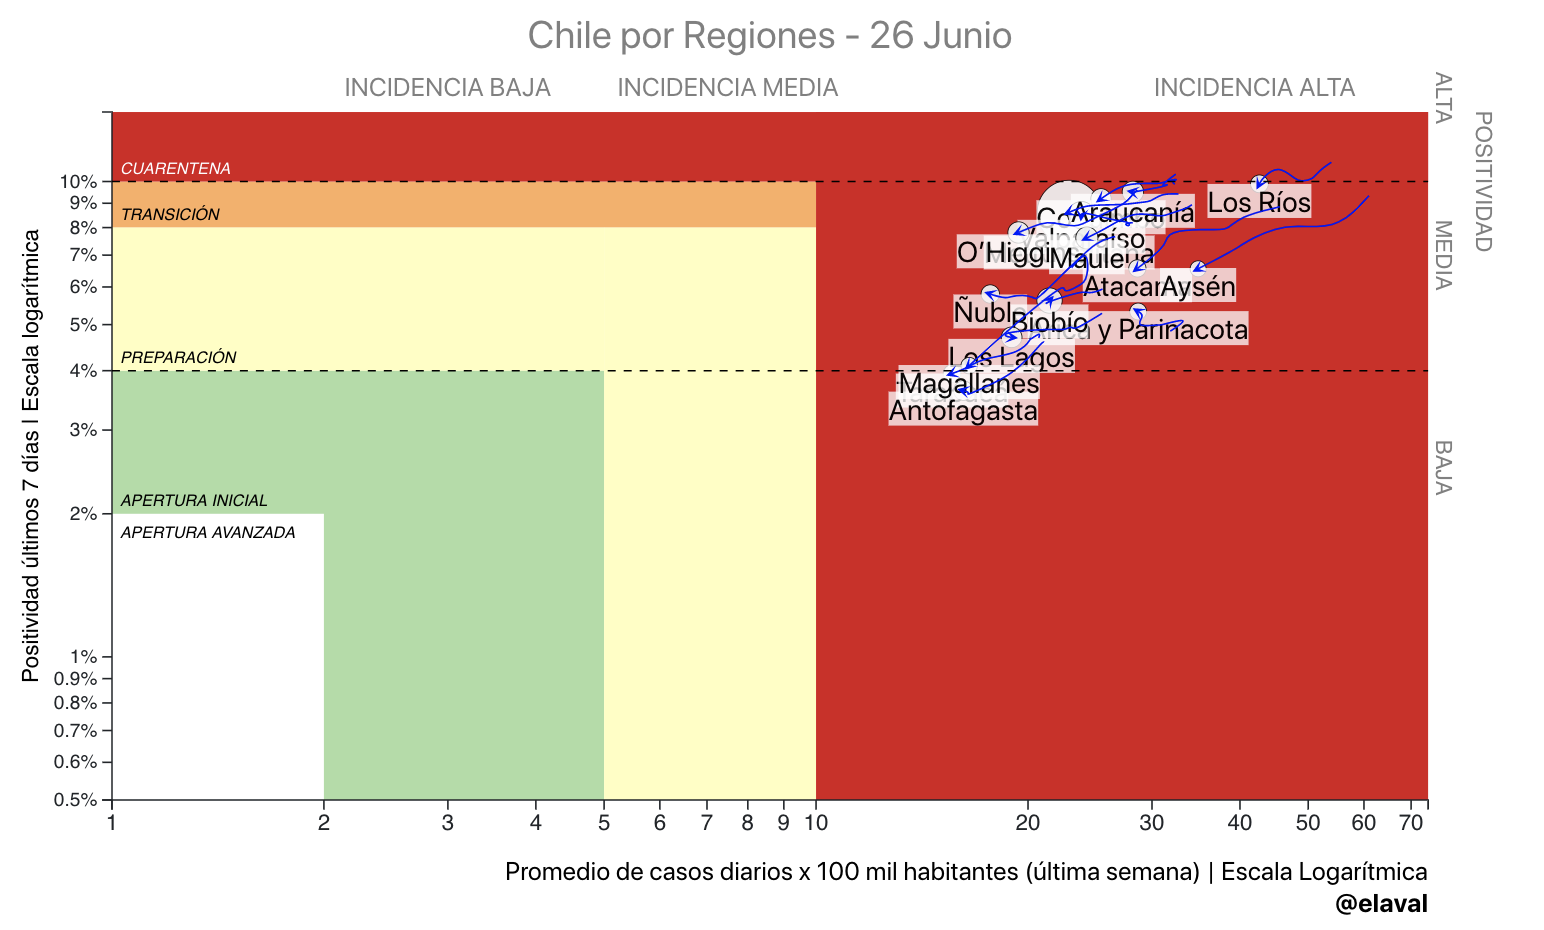 Chile por Regiones - 26 Junio
INCIDENCIA BAJA
INCIDENCIA MEDIA
INCIDENCIA ALTA
ALTA
MEDIA
BAJA
POSITIVIDAD
Positividad últimos 7 días | Escala logarítmica
10%
9%
8%
7%
6%
5%
4%
3%
2%
1%
0.9%
0.8%
0.7%
0.6%
0.5%
CUARENTENA
TRANSICIÓN
PREPARACIÓN
APERTURA INICIAL
APERTURA AVANZADA
Los Ríos
Araucanía
Valparaíso
O'Higgi
Maule
Atacam
Aysén
Ñubl
Biobío
Arica y Parinacota
Los Lagos
Magallanes
Antofagasta
1 2 3 4 5 6 7 8 9 10 20 30 40 50 60 70
Promedio de casos diarios x 100 mil habitantes (última semana) | Escala Logarítmica
@elaval